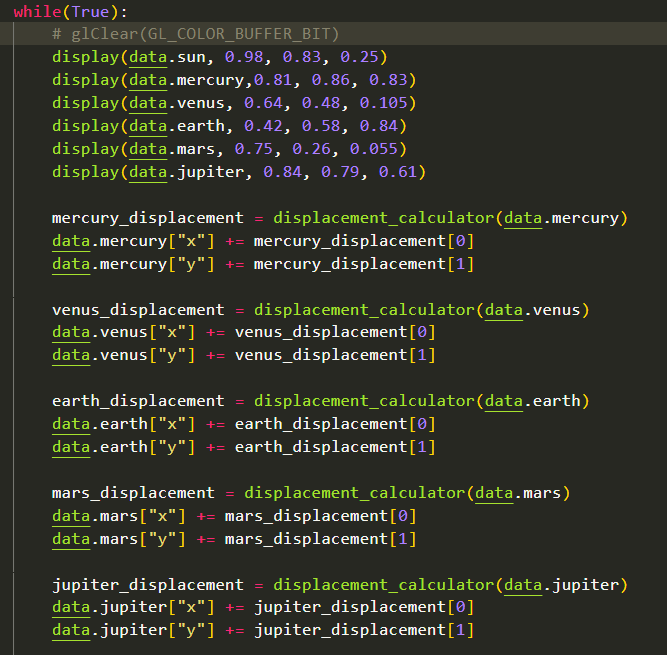 while(True):
    # glClear(GL_COLOR_BUFFER_BIT)
    display(data.sun, 0.98, 0.83, 0.25)
    display(data.mercury,0.81, 0.86, 0.83)
    display(data.venus, 0.64, 0.48, 0.105)
    display(data.earth, 0.42, 0.58, 0.84)
    display(data.mars, 0.75, 0.26, 0.055)
    display(data.jupiter, 0.84, 0.79, 0.61)

    mercury_displacement = displacement_calculator(data.mercury)
    data.mercury["x"] += mercury_displacement[0]
    data.mercury["y"] += mercury_displacement[1]

    venus_displacement = displacement_calculator(data.venus)
    data.venus["x"] += venus_displacement[0]
    data.venus["y"] += venus_displacement[1]

    earth_displacement = displacement_calculator(data.earth)
    data.earth["x"] += earth_displacement[0]
    data.earth["y"] += earth_displacement[1]

    mars_displacement = displacement_calculator(data.mars)
    data.mars["x"] += mars_displacement[0]
    data.mars["y"] += mars_displacement[1]

    jupiter_displacement = displacement_calculator(data.jupiter)
    data.jupiter["x"] += jupiter_displacement[0]
    data.jupiter["y"] += jupiter_displacement[1]